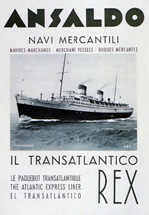 ANSALDO
NAVI MERCANTILI
NAVIRES MARCHANDS - MERCHANT VESSELS - BUQUES MERCANTES
IL TRANSATLANTICO
LE PAQUEBOT TRANSATLANTIQUE
THE ATLANTIC EXPRESS LINER
EL TRANSATLÁNTICO
REX